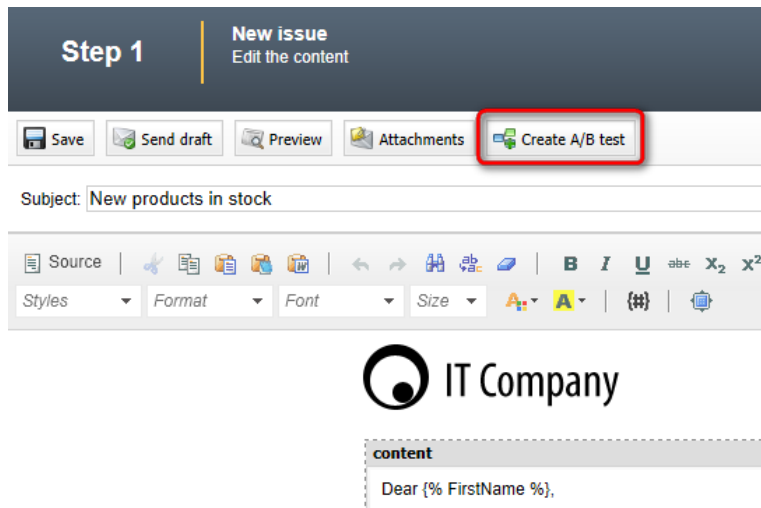 Step 1
New issue
Edit the content
Save Send draft Preview Attachments Create A/B test
Subject: New products in stock
Source B I U abc X2 X2
Styles Format Font Size A A {#}
IT Company
content
Dear {% FirstName %},